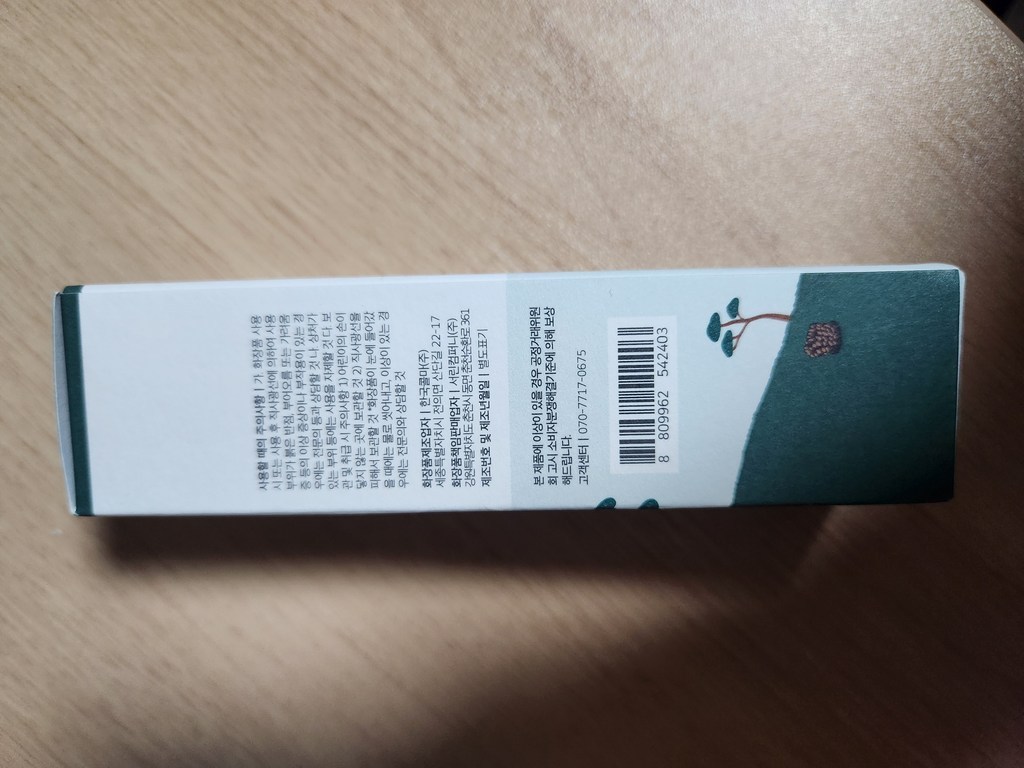 사용할 때의 주의사항 | 가. 화장품 사용
시 또는 사용 후 직사광선에 의하여 사용
부위가 붉은 반점, 부어오름 또는 가려움
증 등의 이상 증상이나 부작용이 있는 경
우에는 전문의 등과 상담할 것 나. 상처가
있는 부위 등에는 사용을 자제할 것 다. 보
관 및 취급 시 주의사항 1) 어린이의 손이
닿지 않는 곳에 보관할 것 2) 직사광선을
피해서 보관할 것 *화장품이 눈에 들어갔
을 때에는 물로 씻어내고, 이상이 있는 경
우에는 전문의와 상담할 것
화장품제조업자 | 한국콜마(주)
세종특별자치시 전의면 산단길 22-17
화장품책임판매업자 | 서린컴퍼니(주)
강원특별자치도 춘천시 동면 춘천순환로 361
제조번호 및 제조년월일 | 별도표기
본 제품에 이상이 있을 경우 공정거래위원
회 고시 소비자분쟁해결기준에 의해 보상
해드립니다.
고객센터 | 070-7717-0675
8 809962 542403